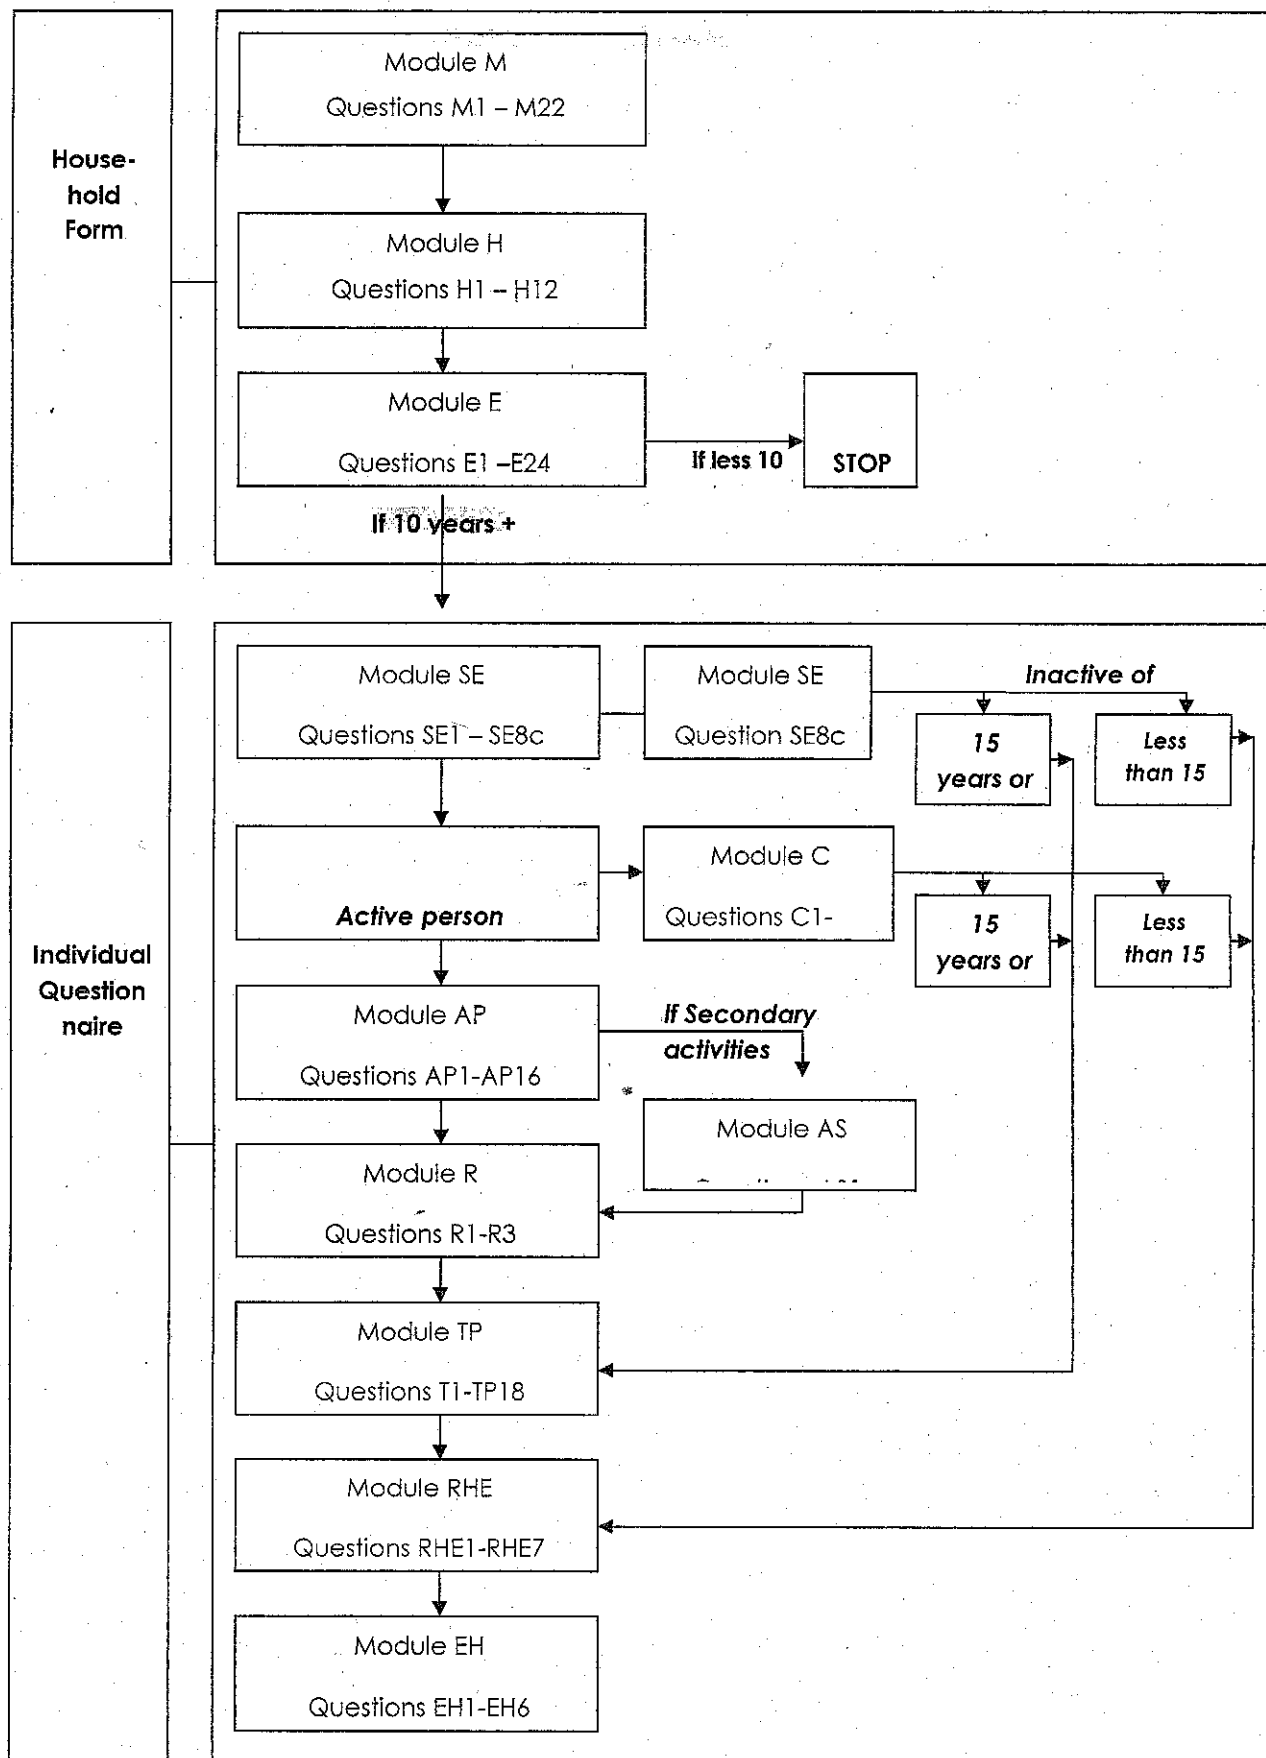 House-
hold
Form
Module M
Questions M1 – M22
Module H
Questions H1 – H12
Module E
Questions E1 –E24
If less 10
STOP
If 10 years +
Individual
Question
naire
Module SE
Questions SE1 – SE8c
Module SE
Question SE8c
Inactive of
15
years or
Less
than 15
Active person
Module C
Questions C1-
15
years or
Less
than 15
Module AP
Questions AP1-AP16
If Secondary
activities
Module AS
Module R
Questions R1-R3
Module TP
Questions T1-TP18
Module RHE
Questions RHE1-RHE7
Module EH
Questions EH1-EH6